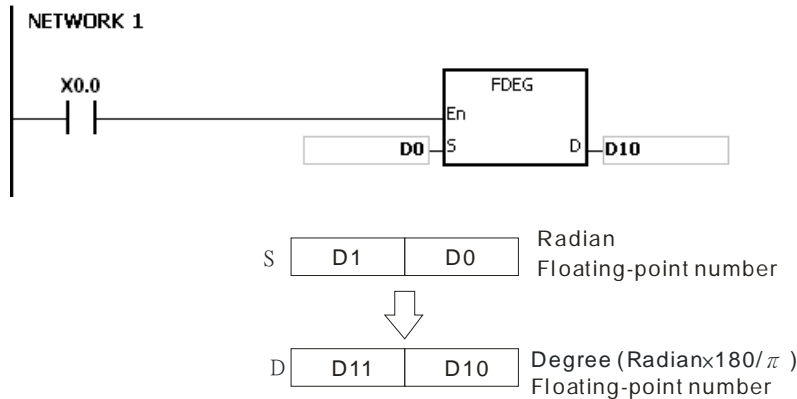 NETWORK 1
X0.0
FDEG
En
D0 S D D10
S D1 D0 Radian
Floating-point number
D D11 D10 Degree (Radian×180/π )
Floating-point number